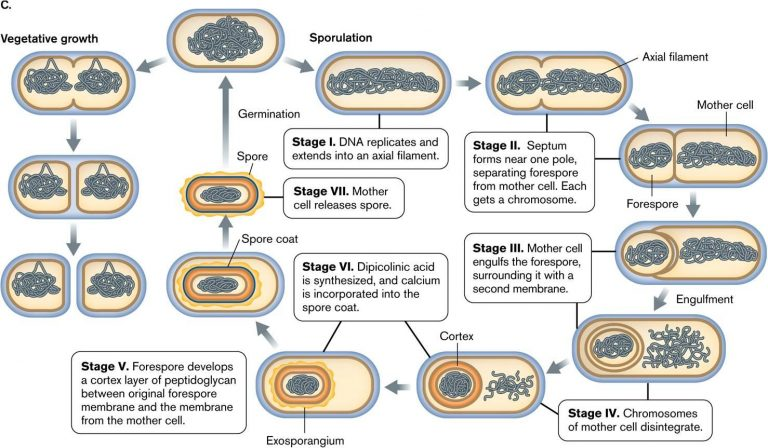 C.
Vegetative growth
Sporulation
Axial filament
Germination
Mother cell
Stage I. DNA replicates and
extends into an axial filament.
Stage II. Septum
forms near one pole,
separating forespore
from mother cell. Each
gets a chromosome.
Spore
Stage VII. Mother
cell releases spore.
Forespore
Spore coat
Stage III. Mother cell
engulfs the forespore,
surrounding it with a
second membrane.
Stage VI. Dipicolinic acid
is synthesized, and calcium
is incorporated into the
spore coat.
Engulfment
Cortex
Stage V. Forespore develops
a cortex layer of peptidoglycan
between original forespore
membrane and the membrane
from the mother cell.
Stage IV. Chromosomes
of mother cell disintegrate.
Exosporangium